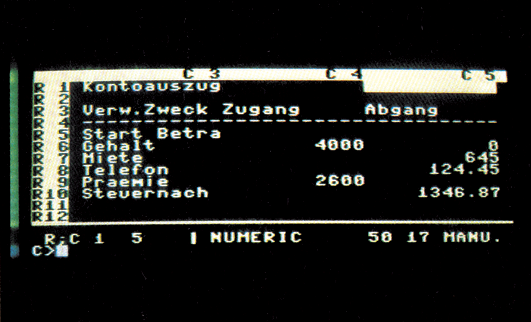 C 3 C 4 C 5
R 1 Kontoauszug
R 2
R 3 Verw.Zweck Zugang Abgang
R 4 --------------------------------
R 5 Start Betra
R 6 Gehalt 4000 0
R 7 Miete 645
R 8 Telefon 124.45
R 9 Praemie 2600
R10 Steuernach 1346.87
R11
R12
R;C 1 5 | NUMERIC 50 17 MANU.
C>